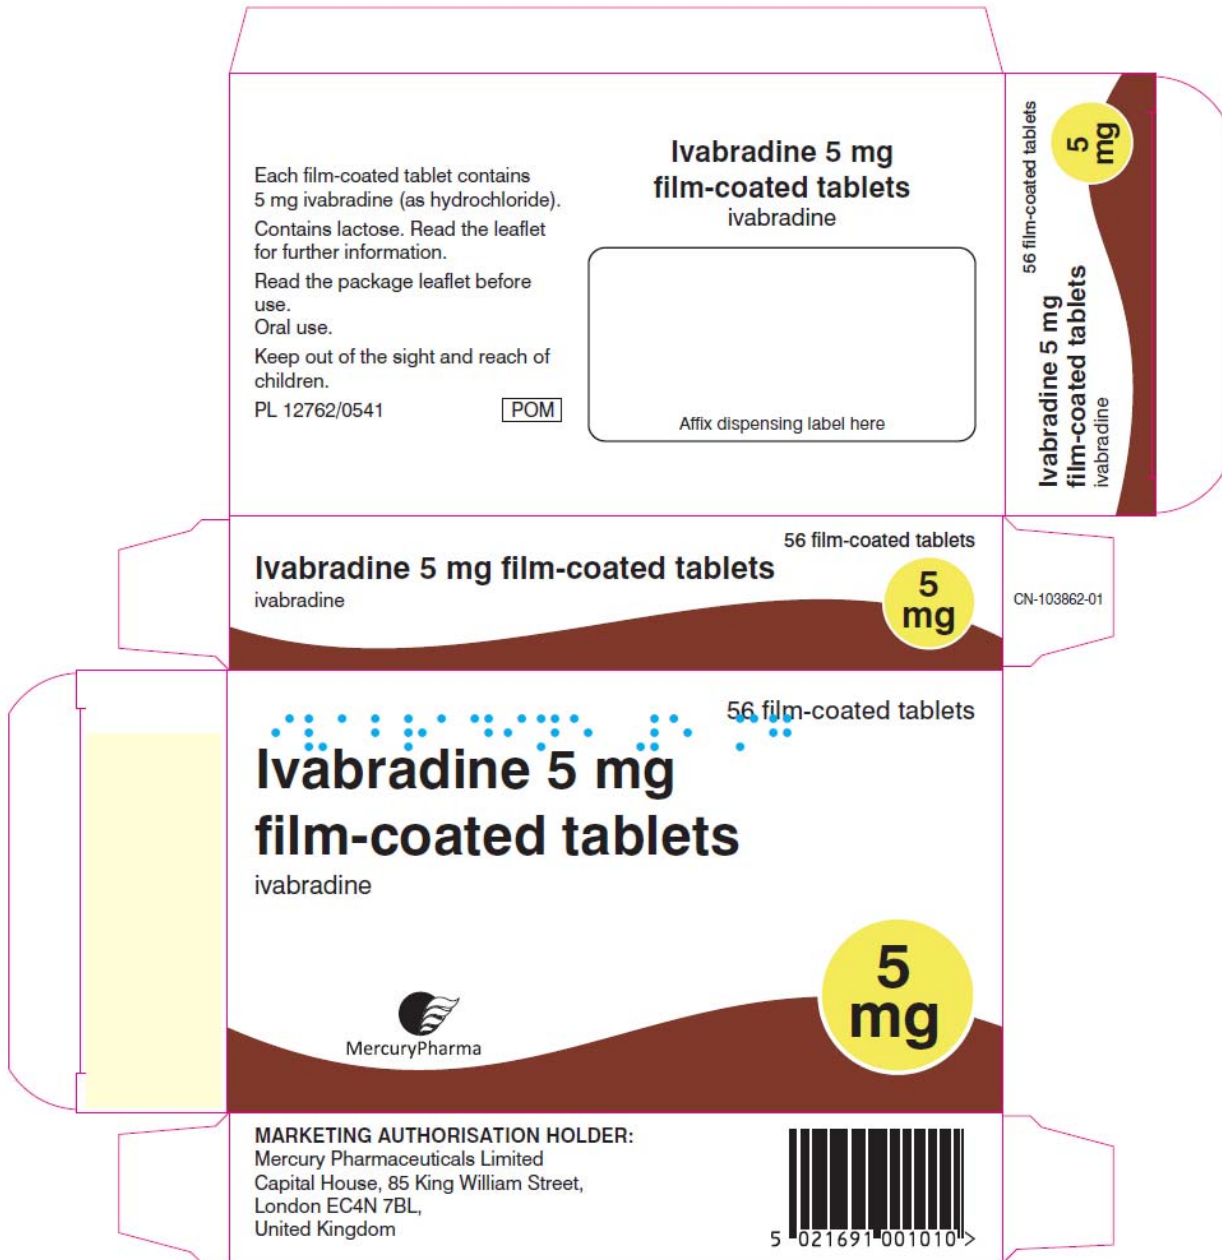 Each film-coated tablet contains
5 mg ivabradine (as hydrochloride).
Contains lactose. Read the leaflet
for further information.
Read the package leaflet before
use.
Oral use.
Keep out of the sight and reach of
children.
PL 12762/0541
POM
Ivabradine 5 mg
film-coated tablets
ivabradine
Affix dispensing label here
56 film-coated tablets
5
mg
Ivabradine 5 mg
film-coated tablets
ivabradine
56 film-coated tablets
Ivabradine 5 mg film-coated tablets
ivabradine
5
mg
CN-103862-01
56 film-coated tablets
Ivabradine 5 mg
film-coated tablets
ivabradine
5
mg
MercuryPharma
MARKETING AUTHORISATION HOLDER:
Mercury Pharmaceuticals Limited
Capital House, 85 King William Street,
London EC4N 7BL,
United Kingdom
5 021691 001010 >